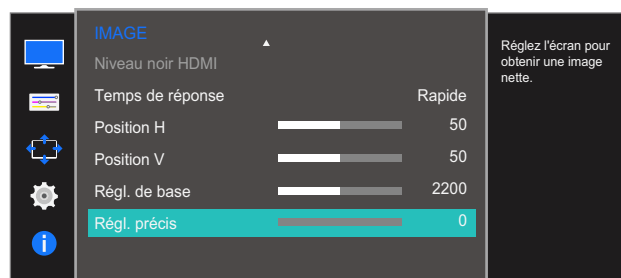 IMAGE
Niveau noir HDMI
Temps de réponse Rapide
Position H 50
Position V 50
Régl. de base 2200
Régl. précis 0
Réglez l'écran pour
obtenir une image
nette.